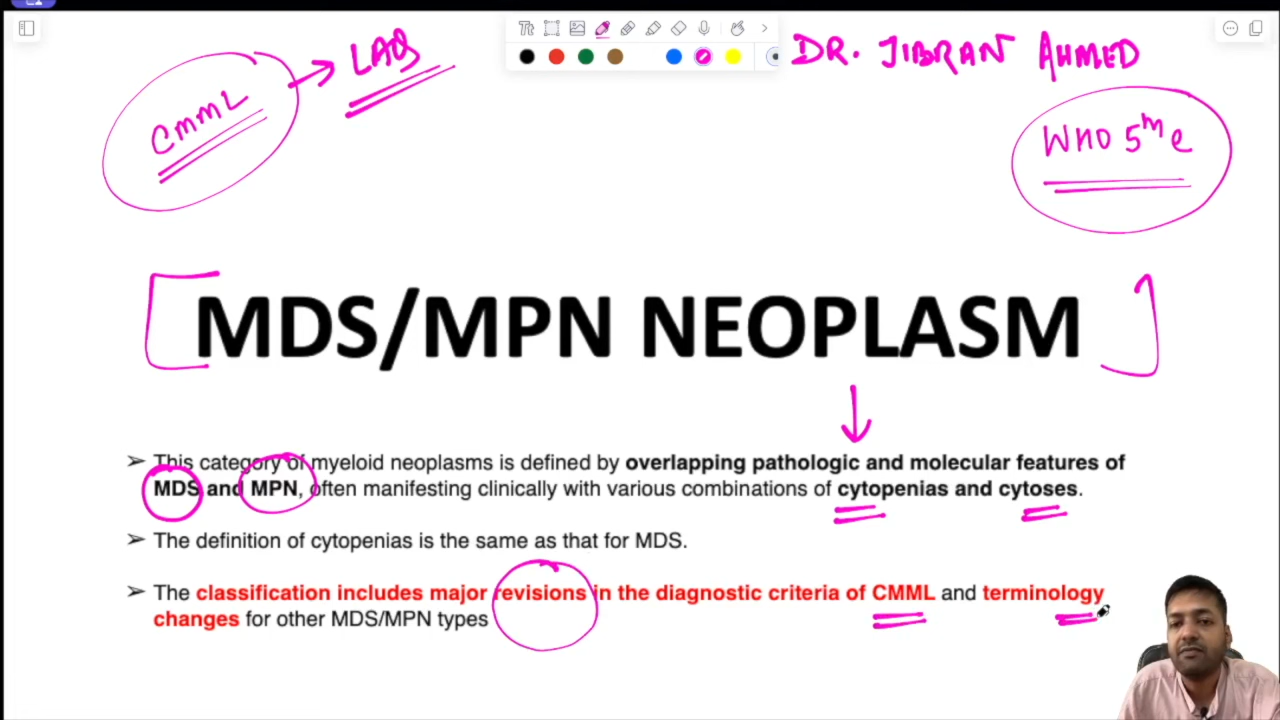 CMML → LAQ
DR. JIBRAN AHMED
WHO 5th e
MDS/MPN NEOPLASM
➢ This category of myeloid neoplasms is defined by overlapping pathologic and molecular features of
MDS and MPN, often manifesting clinically with various combinations of cytopenias and cytoses.
➢ The definition of cytopenias is the same as that for MDS.
➢ The classification includes major revisions in the diagnostic criteria of CMML and terminology
changes for other MDS/MPN types